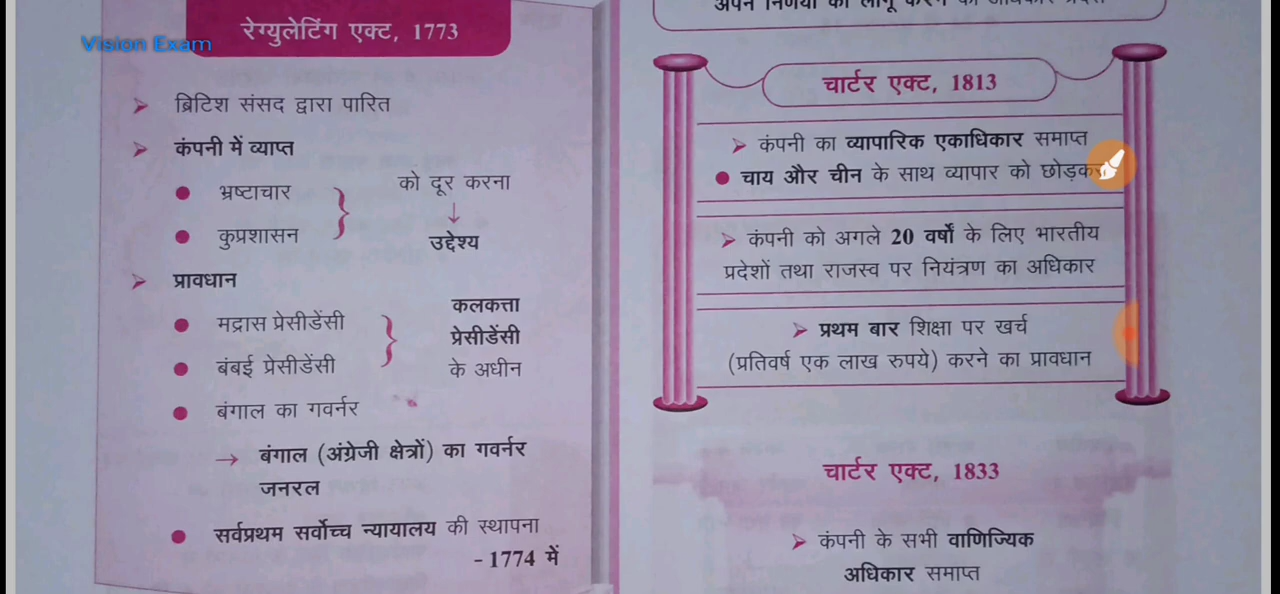 Vision Exam
रेग्युलेटिंग एक्ट, 1773
ब्रिटिश संसद द्वारा पारित
कंपनी में व्याप्त
भ्रष्टाचार
कुप्रशासन
को दूर करना
↓
उद्देश्य
प्रावधान
मद्रास प्रेसीडेंसी
बंबई प्रेसीडेंसी
कलकत्ता
प्रेसीडेंसी
के अधीन
बंगाल का गवर्नर
→ बंगाल (अंग्रेजी क्षेत्रों) का गवर्नर
जनरल
सर्वप्रथम सर्वोच्च न्यायालय की स्थापना
- 1774 में
चार्टर एक्ट, 1813
कंपनी का व्यापारिक एकाधिकार समाप्त
चाय और चीन के साथ व्यापार को छोड़कर
कंपनी को अगले 20 वर्षों के लिए भारतीय
प्रदेशों तथा राजस्व पर नियंत्रण का अधिकार
प्रथम बार शिक्षा पर खर्च
(प्रतिवर्ष एक लाख रुपये) करने का प्रावधान
चार्टर एक्ट, 1833
कंपनी के सभी वाणिज्यिक
अधिकार समाप्त